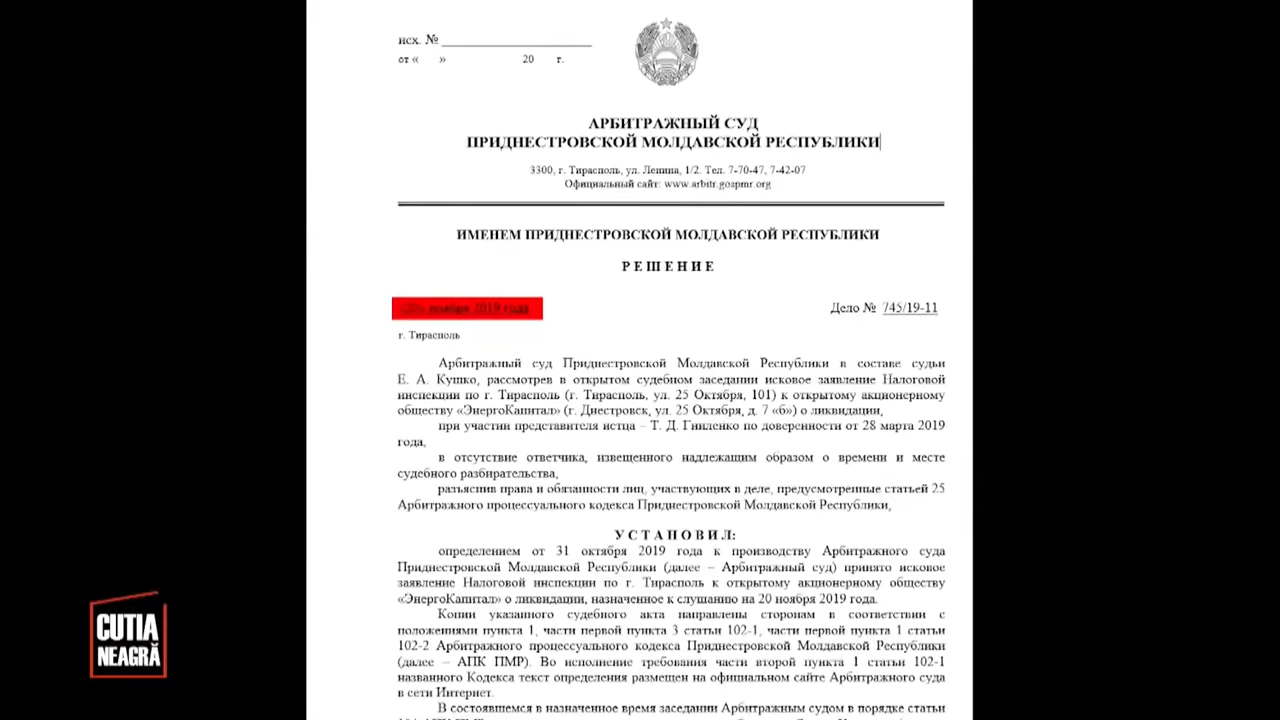 исх. №
от « » 20 г.
АРБИТРАЖНЫЙ СУД
ПРИДНЕСТРОВСКОЙ МОЛДАВСКОЙ РЕСПУБЛИКИ
3300, г. Тирасполь, ул. Ленина, 1/2. Тел. 7-70-47, 7-42-07
Официальный сайт: www.arbitr.gospmr.org
ИМЕНЕМ ПРИДНЕСТРОВСКОЙ МОЛДАВСКОЙ РЕСПУБЛИКИ
Р Е Ш Е Н И Е
ноября 2019 года
Дело № 745/19-11
г. Тирасполь
Арбитражный суд Приднестровской Молдавской Республики в составе судьи
Е. А. Кушко, рассмотрев в открытом судебном заседании исковое заявление Налоговой
инспекции по г. Тирасполь (г. Тирасполь, ул. 25 Октября, 101) к открытому акционерному
обществу «ЭнергоКапитал» (г. Днестровск, ул. 25 Октября, д. 7 «б») о ликвидации,
при участии представителя истца – Т. Д. Гниленко по доверенности от 28 марта 2019
года,
в отсутствие ответчика, извещенного надлежащим образом о времени и месте
судебного разбирательства,
разъяснив права и обязанности лиц, участвующих в деле, предусмотренные статьей 25
Арбитражного процессуального кодекса Приднестровской Молдавской Республики,
У С Т А Н О В И Л:
определением от 31 октября 2019 года к производству Арбитражного суда
Приднестровской Молдавской Республики (далее – Арбитражный суд) принято исковое
заявление Налоговой инспекции по г. Тирасполь к открытому акционерному обществу
«ЭнергоКапитал» о ликвидации, назначенное к слушанию на 20 ноября 2019 года.
Копии указанного судебного акта направлены сторонам в соответствии с
положениями пункта 1, части первой пункта 3 статьи 102-1, части первой пункта 1 статьи
102-2 Арбитражного процессуального кодекса Приднестровской Молдавской Республики
(далее – АПК ПМР). Во исполнение требования части второй пункта 1 статьи 102-1
названного Кодекса текст определения размещен на официальном сайте Арбитражного суда
в сети Интернет.
В состоявшемся в назначенное время заседании Арбитражным судом в порядке статьи
CUTIA
NEAGRĂ